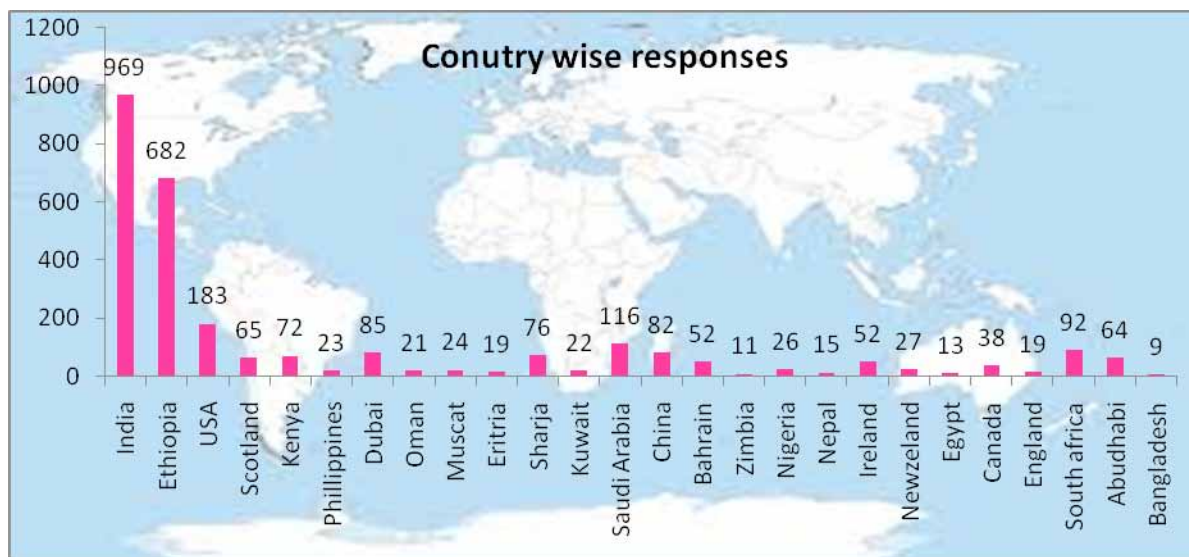 Conutry wise responses
1200
1000
800
600
400
200
0
969
682
183
65
72
23
85
21
24
19
76
22
116
82
52
11
26
15
52
27
13
38
19
92
64
9
India
Ethiopia
USA
Scotland
Kenya
Phillippines
Dubai
Oman
Muscat
Eritria
Sharja
Kuwait
Saudi Arabia
China
Bahrain
Zimbia
Nigeria
Nepal
Ireland
Newzeland
Egypt
Canada
England
South africa
Abudhabi
Bangladesh